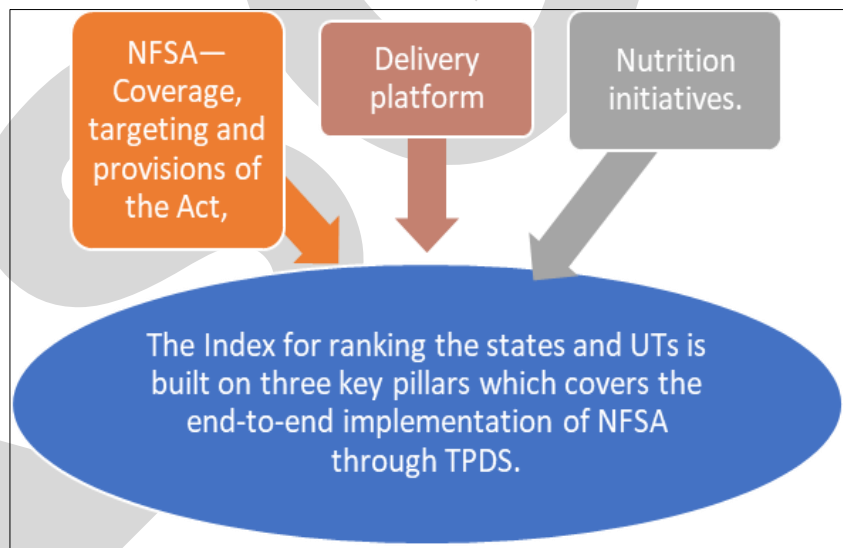 NFSA—
Coverage,
targeting and
provisions of
the Act,
Delivery
platform
Nutrition
initiatives.
The Index for ranking the states and UTs is
built on three key pillars which covers the
end-to-end implementation of NFSA
through TPDS.